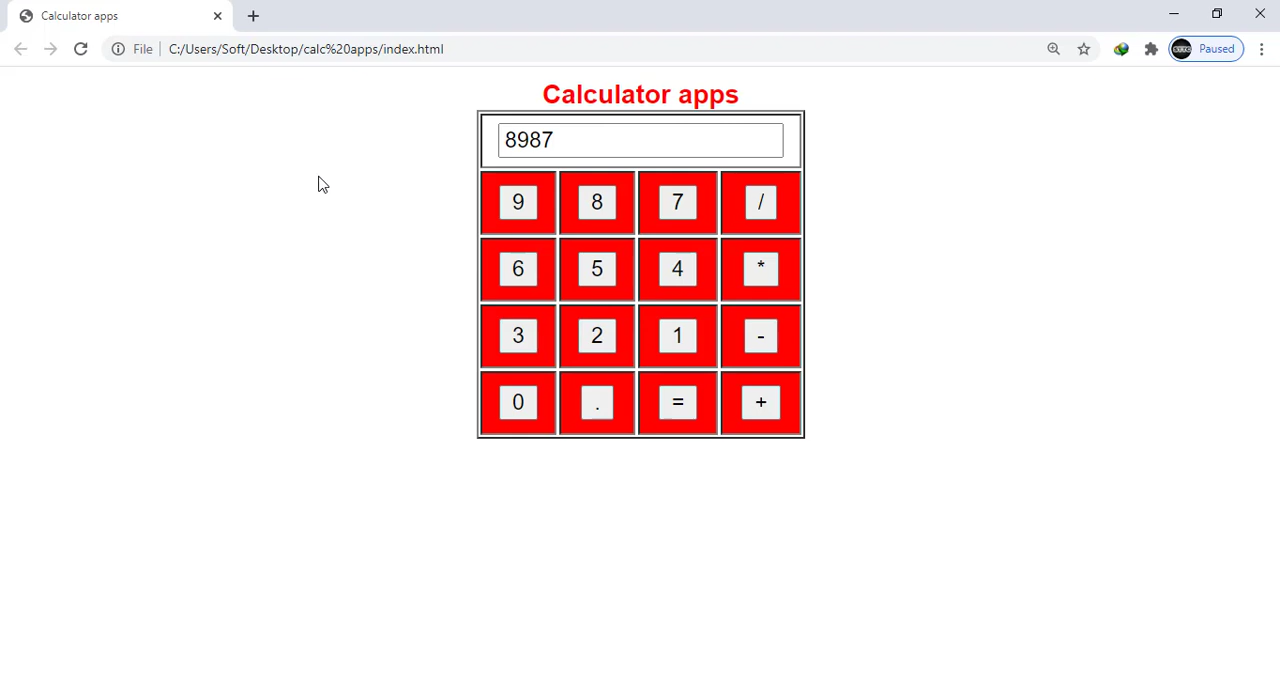 Calculator apps
File C:/Users/Soft/Desktop/calc%20apps/index.html
Paused
Calculator apps
8987
9 8 7 /
6 5 4 *
3 2 1 -
0 . = +